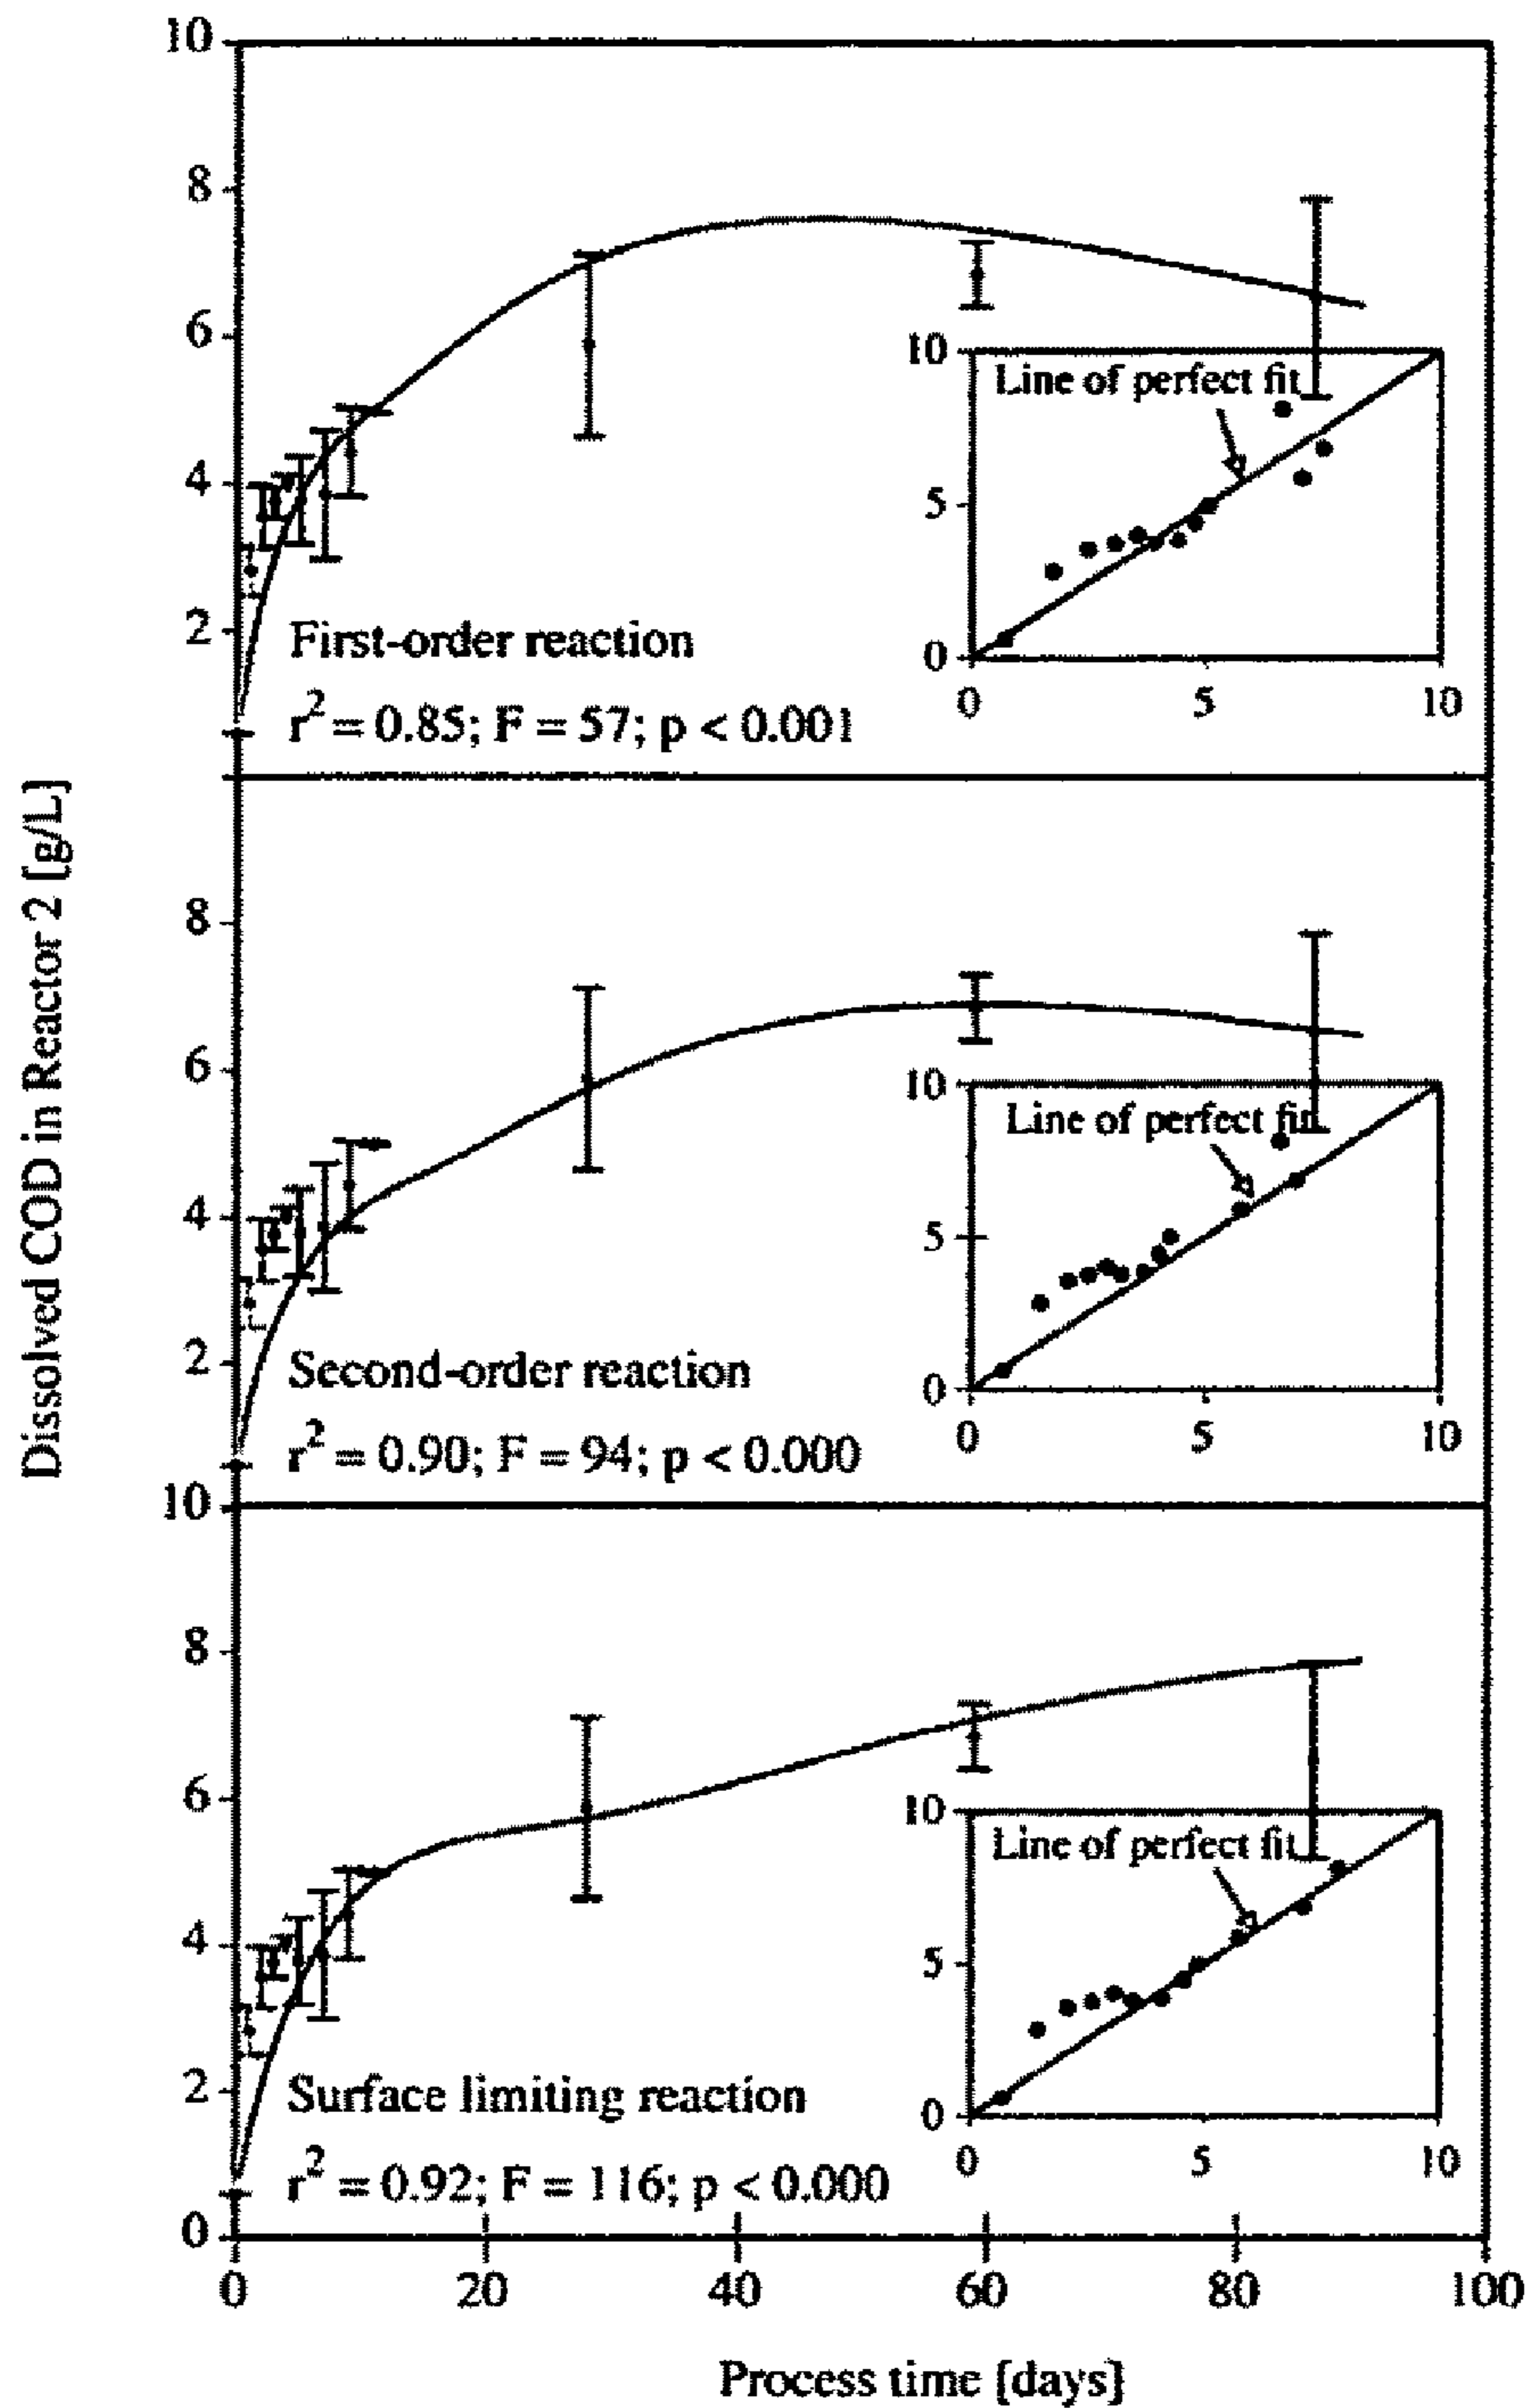 Dissolved COD in Reactor 2 [g/L]
10
8
6
4
2
First-order reaction
r² = 0.85; F = 57; p < 0.001
10
5
0
Line of perfect fit
0 5 10
8
6
4
2
Second-order reaction
r² = 0.90; F = 94; p < 0.000
10
5
0
Line of perfect fit
0 5 10
10
8
6
4
2
0
Surface limiting reaction
r² = 0.92; F = 116; p < 0.000
10
5
0
Line of perfect fit
0 5 10
0 20 40 60 80 100
Process time [days]